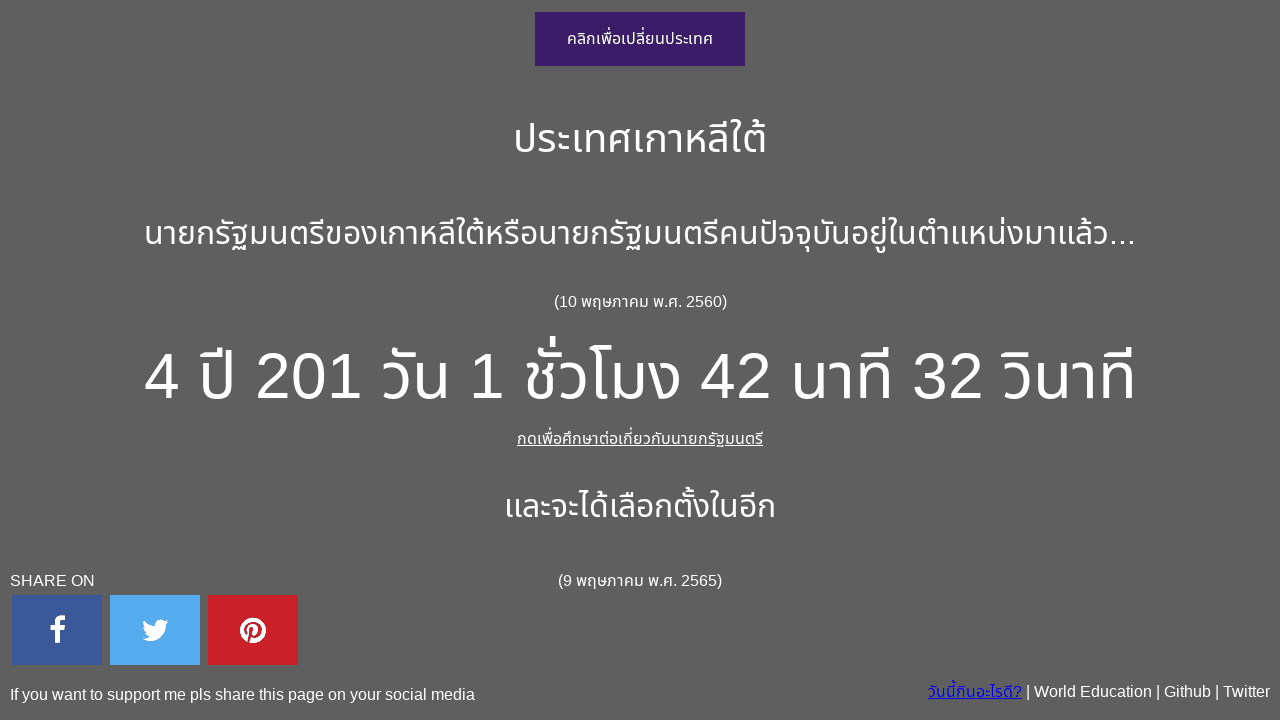 คลิกเพื่อเปลี่ยนประเทศ
ประเทศเกาหลีใต้
นายกรัฐมนตรีของเกาหลีใต้หรือนายกรัฐมนตรีคนปัจจุบันอยู่ในตำแหน่งมาแล้ว...
(10 พฤษภาคม พ.ศ. 2560)
4 ปี 201 วัน 1 ชั่วโมง 42 นาที 32 วินาที
กดเพื่อศึกษาต่อเกี่ยวกับนายกรัฐมนตรี
และจะได้เลือกตั้งในอีก
(9 พฤษภาคม พ.ศ. 2565)
SHARE ON
If you want to support me pls share this page on your social media
วันนี้กินอะไรดี? | World Education | Github | Twitter